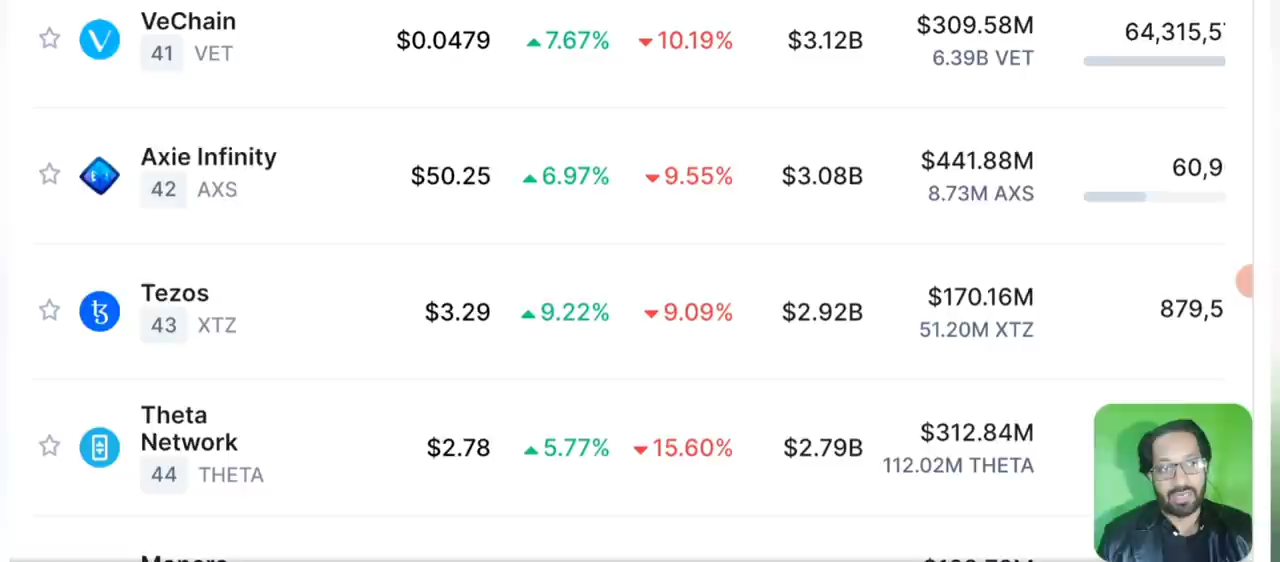 VeChain
41 VET
$0.0479 7.67% 10.19% $3.12B
$309.58M
6.39B VET
64,315,5
Axie Infinity
42 AXS
$50.25 6.97% 9.55% $3.08B
$441.88M
8.73M AXS
60,9
Tezos
43 XTZ
$3.29 9.22% 9.09% $2.92B
$170.16M
51.20M XTZ
879,5
Theta
Network
44 THETA
$2.78 5.77% 15.60% $2.79B
$312.84M
112.02M THETA